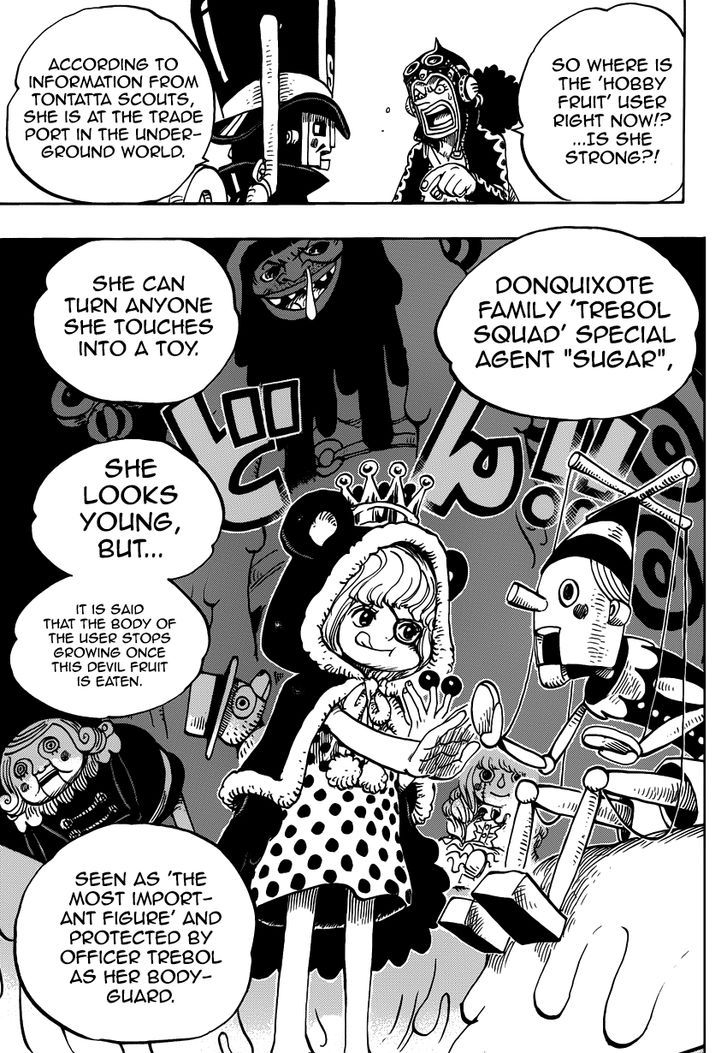 SO WHERE IS
THE 'HOBBY
FRUIT' USER
RIGHT NOW!?
...IS SHE
STRONG?!
ACCORDING TO
INFORMATION FROM
TONTATTA SCOUTS,
SHE IS AT THE TRADE
PORT IN THE UNDER-
GROUND WORLD.
DONQUIXOTE
FAMILY 'TREBOL
SQUAD' SPECIAL
AGENT "SUGAR",
SHE CAN
TURN ANYONE
SHE TOUCHES
INTO A TOY.
SHE
LOOKS
YOUNG,
BUT...
IT IS SAID
THAT THE BODY OF
THE USER STOPS
GROWING ONCE
THIS DEVIL FRUIT
IS EATEN.
SEEN AS 'THE
MOST IMPORT-
ANT FIGURE' AND
PROTECTED BY
OFFICER TREBOL
AS HER BODY-
GUARD.